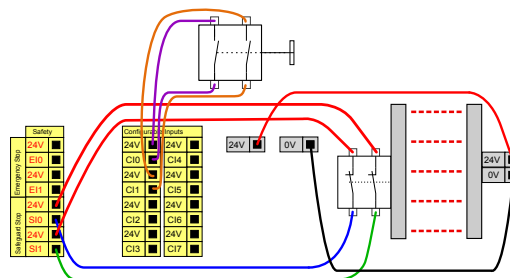 Safety
Emergency Stop
24V
EI0
24V
EI1
Safeguard Stop
24V
SI0
24V
SI1
Configurable Inputs
24V 24V
CI0 CI4
24V 24V
CI1 CI5
24V 24V
CI2 CI6
24V 24V
CI3 CI7
24V
0V
24V
0V